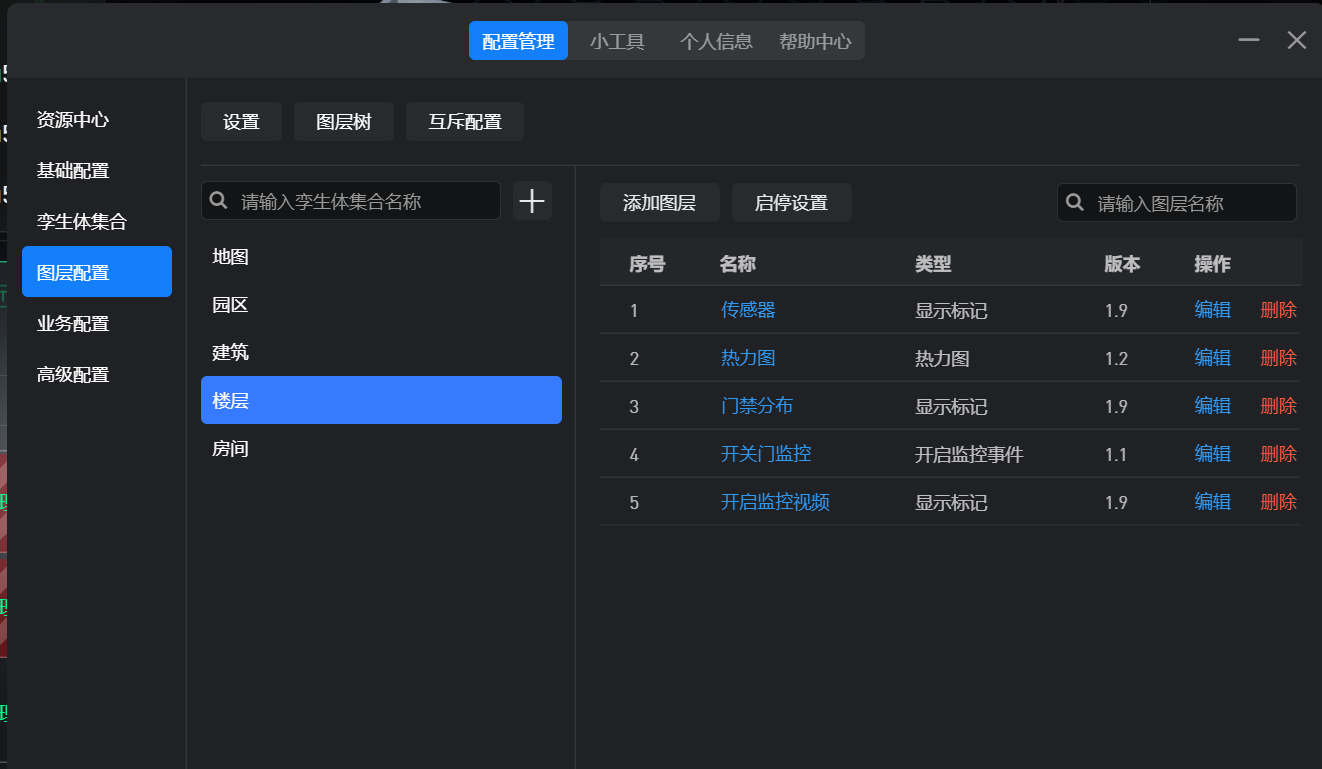 配置管理 小工具 个人信息 帮助中心
资源中心
基础配置
孪生体集合
图层配置
业务配置
高级配置
设置 图层树 互斥配置
请输入孪生体集合名称
地图
园区
建筑
楼层
房间
添加图层 启停设置 请输入图层名称
序号 名称 类型 版本 操作
1 传感器 显示标记 1.9 编辑 删除
2 热力图 热力图 1.2 编辑 删除
3 门禁分布 显示标记 1.9 编辑 删除
4 开关门监控 开启监控事件 1.1 编辑 删除
5 开启监控视频 显示标记 1.9 编辑 删除